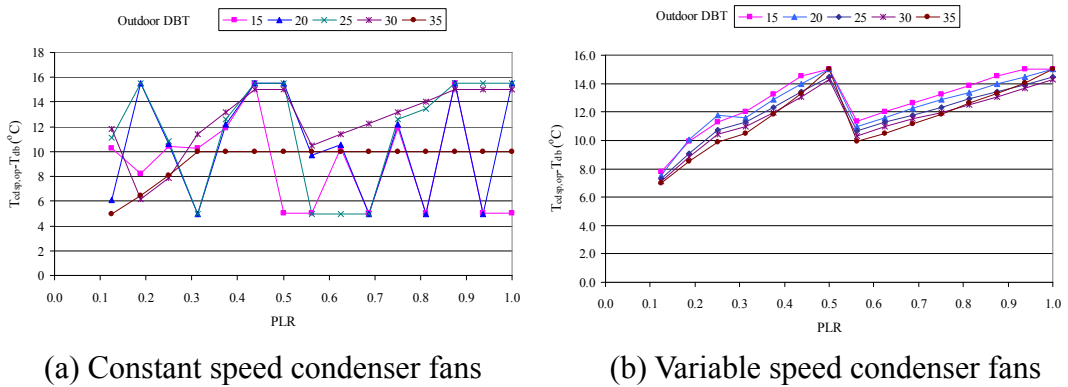 Outdoor DBT 15 20 25 30 35
T_cdsp,op-T_db (°C)
18
16
14
12
10
8
6
4
2
0
0.0 0.1 0.2 0.3 0.4 0.5 0.6 0.7 0.8 0.9 1.0
PLR
(a) Constant speed condenser fans
Outdoor DBT 15 20 25 30 35
T_cdsp,op-T_db (°C)
16.0
14.0
12.0
10.0
8.0
6.0
4.0
2.0
0.0
0.0 0.1 0.2 0.3 0.4 0.5 0.6 0.7 0.8 0.9 1.0
PLR
(b) Variable speed condenser fans